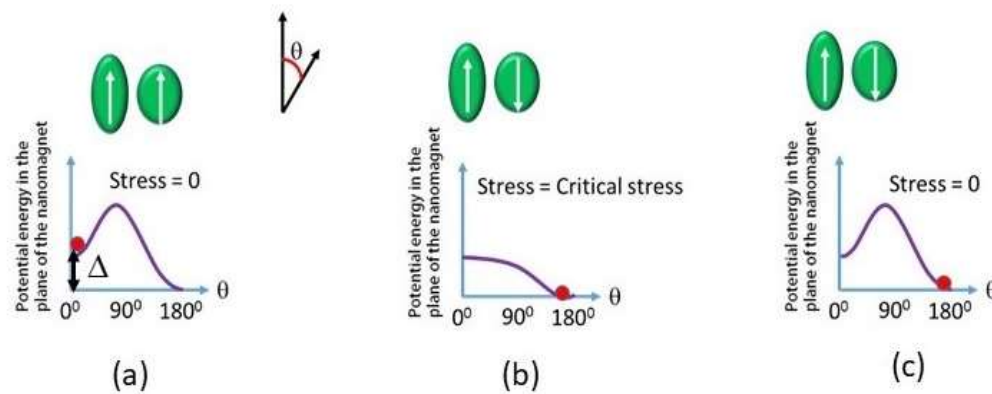 θ
Potential energy in the
plane of the nanomagnet
Stress = 0
Δ
θ
0⁰ 90⁰ 180⁰
(a)
Potential energy in the
plane of the nanomagnet
Stress = Critical stress
θ
0⁰ 90⁰ 180⁰
(b)
Potential energy in the
plane of the nanomagnet
Stress = 0
θ
0⁰ 90⁰ 180⁰
(c)